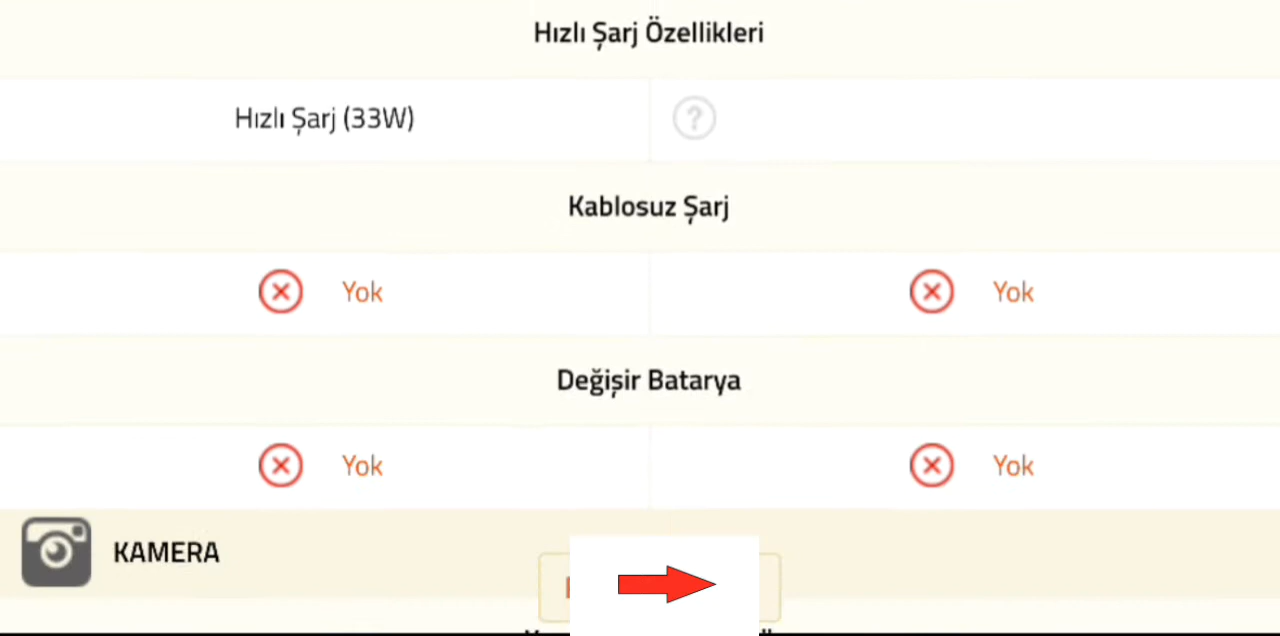 Hızlı Şarj Özellikleri
Hızlı Şarj (33W) ?
Kablosuz Şarj
Yok Yok
Değişir Batarya
Yok Yok
KAMERA